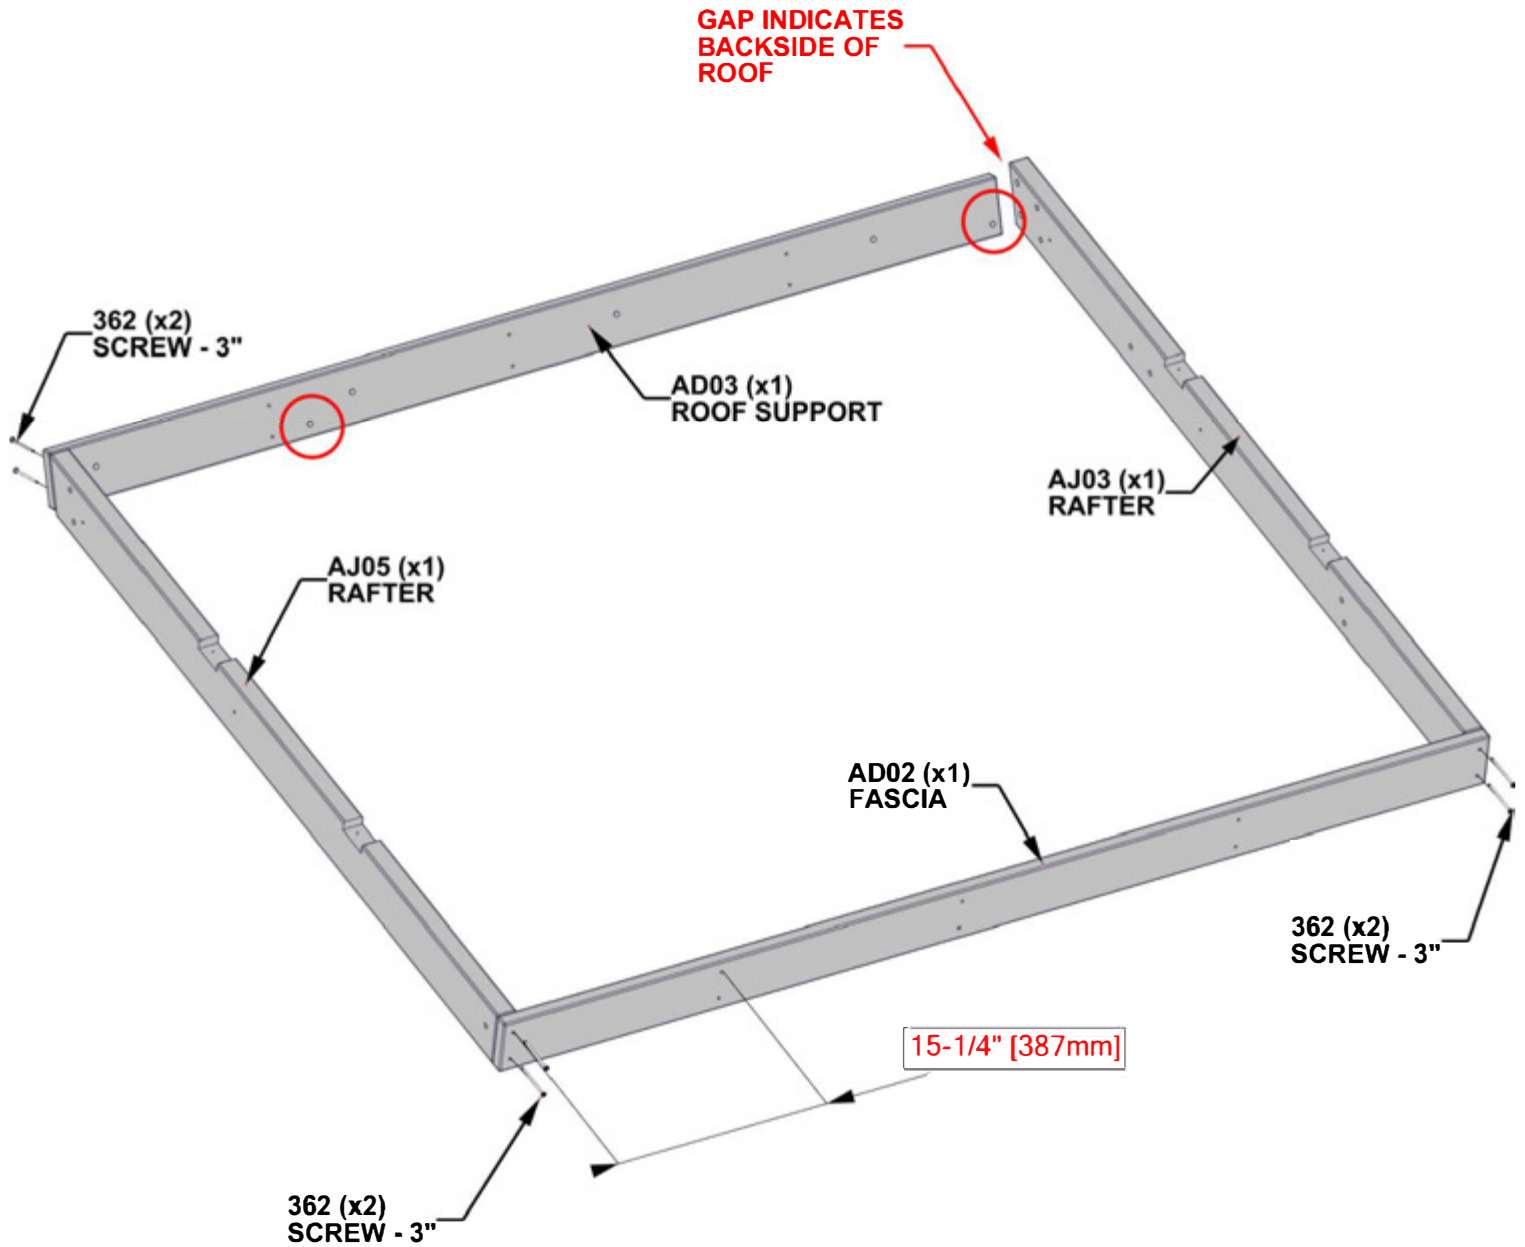 GAP INDICATES
BACKSIDE OF
ROOF
362 (x2)
SCREW - 3"
AD03 (x1)
ROOF SUPPORT
AJ03 (x1)
RAFTER
AJ05 (x1)
RAFTER
AD02 (x1)
FASCIA
362 (x2)
SCREW - 3"
15-1/4" [387mm]
362 (x2)
SCREW - 3"